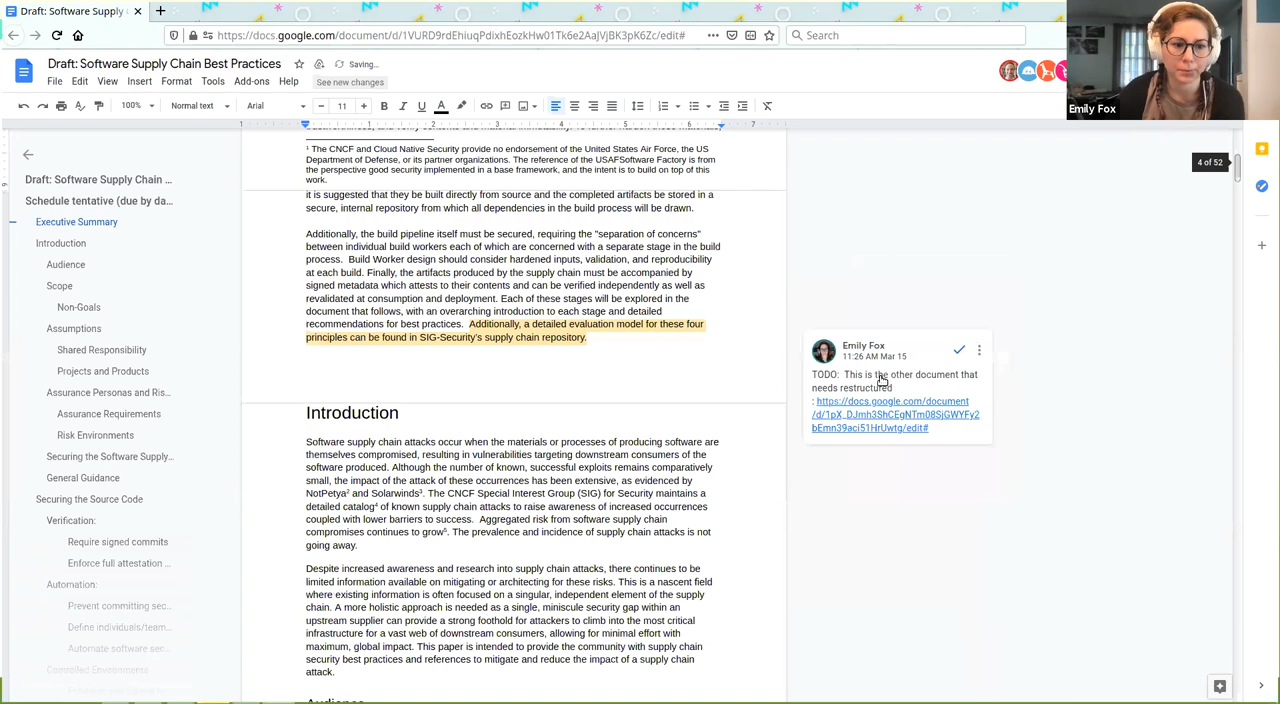 Draft: Software Supply C
https://docs.google.com/document/d/1VURD9rdEhiuqPdixhEozkHw01Tk6e2AaJVjBK3pK6Zc/edit#
Search
Draft: Software Supply Chain Best Practices
Saving...
File Edit View Insert Format Tools Add-ons Help
See new changes
100% Normal text Arial 11
Emily Fox
1 1 2 3 4 5 6 7
4 of 52
Draft: Software Supply Chain ...
Schedule tentative (due by da...
Executive Summary
Introduction
Audience
Scope
Non-Goals
Assumptions
Shared Responsibility
Projects and Products
Assurance Personas and Ris...
Assurance Requirements
Risk Environments
Securing the Software Supply...
General Guidance
Securing the Source Code
Verification:
Require signed commits
Enforce full attestation ...
Automation:
Prevent committing sec...
Define individuals/team...
Automate software sec...
Controlled Environments
¹ The CNCF and Cloud Native Security provide no endorsement of the United States Air Force, the US
Department of Defense, or its partner organizations. The reference of the USAFSoftware Factory is from
the perspective good security implemented in a base framework, and the intent is to build on top of this
work.
it is suggested that they be built directly from source and the completed artifacts be stored in a
secure, internal repository from which all dependencies in the build process will be drawn.
Additionally, the build pipeline itself must be secured, requiring the "separation of concerns"
between individual build workers each of which are concerned with a separate stage in the build
process. Build Worker design should consider hardened inputs, validation, and reproducibility
at each build. Finally, the artifacts produced by the supply chain must be accompanied by
signed metadata which attests to their contents and can be verified independently as well as
revalidated at consumption and deployment. Each of these stages will be explored in the
document that follows, with an overarching introduction to each stage and detailed
recommendations for best practices. Additionally, a detailed evaluation model for these four
principles can be found in SIG-Security's supply chain repository.
Introduction
Software supply chain attacks occur when the materials or processes of producing software are
themselves compromised, resulting in vulnerabilities targeting downstream consumers of the
software produced. Although the number of known, successful exploits remains comparatively
small, the impact of the attack of these occurrences has been extensive, as evidenced by
NotPetya² and Solarwinds³. The CNCF Special Interest Group (SIG) for Security maintains a
detailed catalog⁴ of known supply chain attacks to raise awareness of increased occurrences
coupled with lower barriers to success. Aggregated risk from software supply chain
compromises continues to grow⁵. The prevalence and incidence of supply chain attacks is not
going away.
Despite increased awareness and research into supply chain attacks, there continues to be
limited information available on mitigating or architecting for these risks. This is a nascent field
where existing information is often focused on a singular, independent element of the supply
chain. A more holistic approach is needed as a single, miniscule security gap within an
upstream supplier can provide a strong foothold for attackers to climb into the most critical
infrastructure for a vast web of downstream consumers, allowing for minimal effort with
maximum, global impact. This paper is intended to provide the community with supply chain
security best practices and references to mitigate and reduce the impact of a supply chain
attack.
Emily Fox
11:26 AM Mar 15
TODO: This is the other document that
needs restructured
: https://docs.google.com/document
/d/1pX_DJmh3ShCEgNTm08SjGWYFy2
bEmn39aci51HrUwtg/edit#